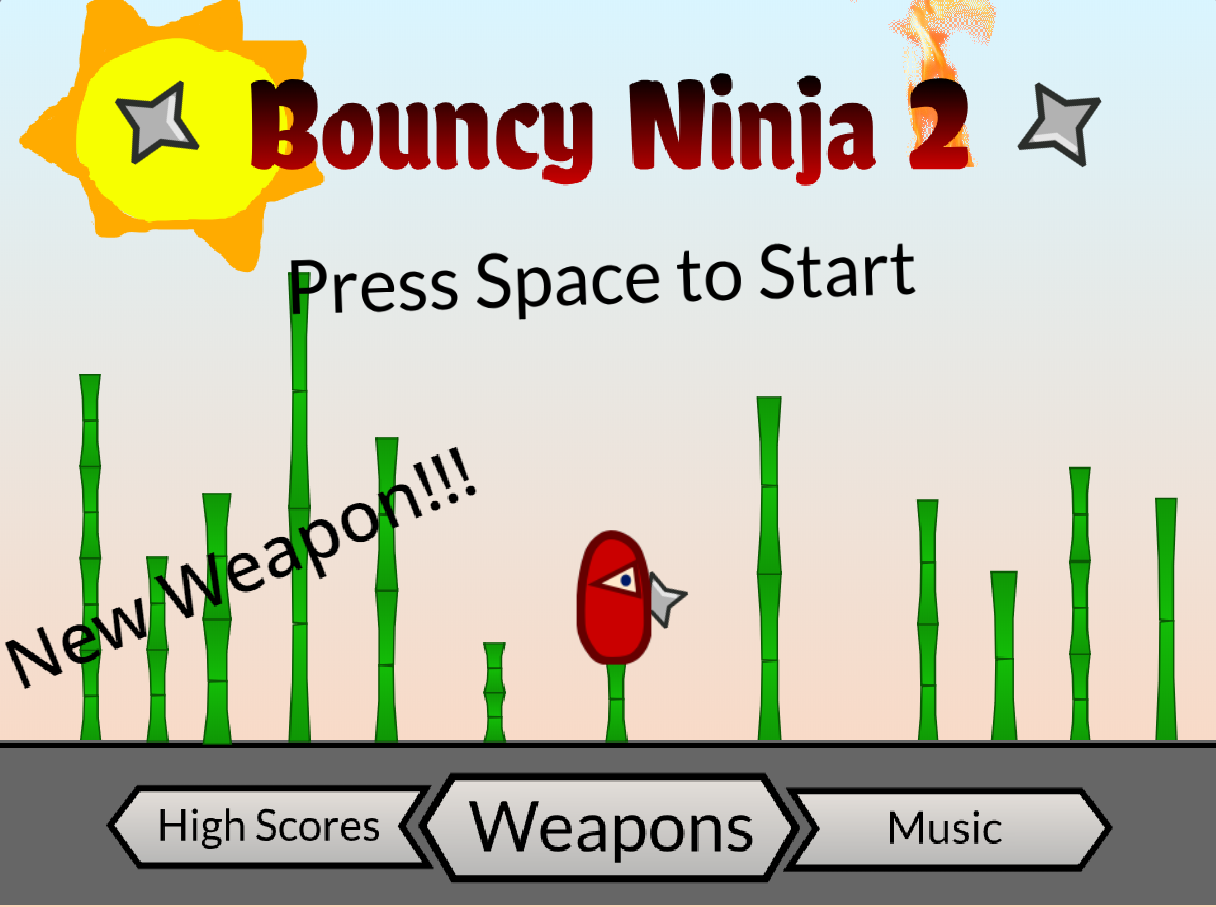 Bouncy Ninja 2
Press Space to Start
New Weapon!!!
High Scores
Weapons
Music